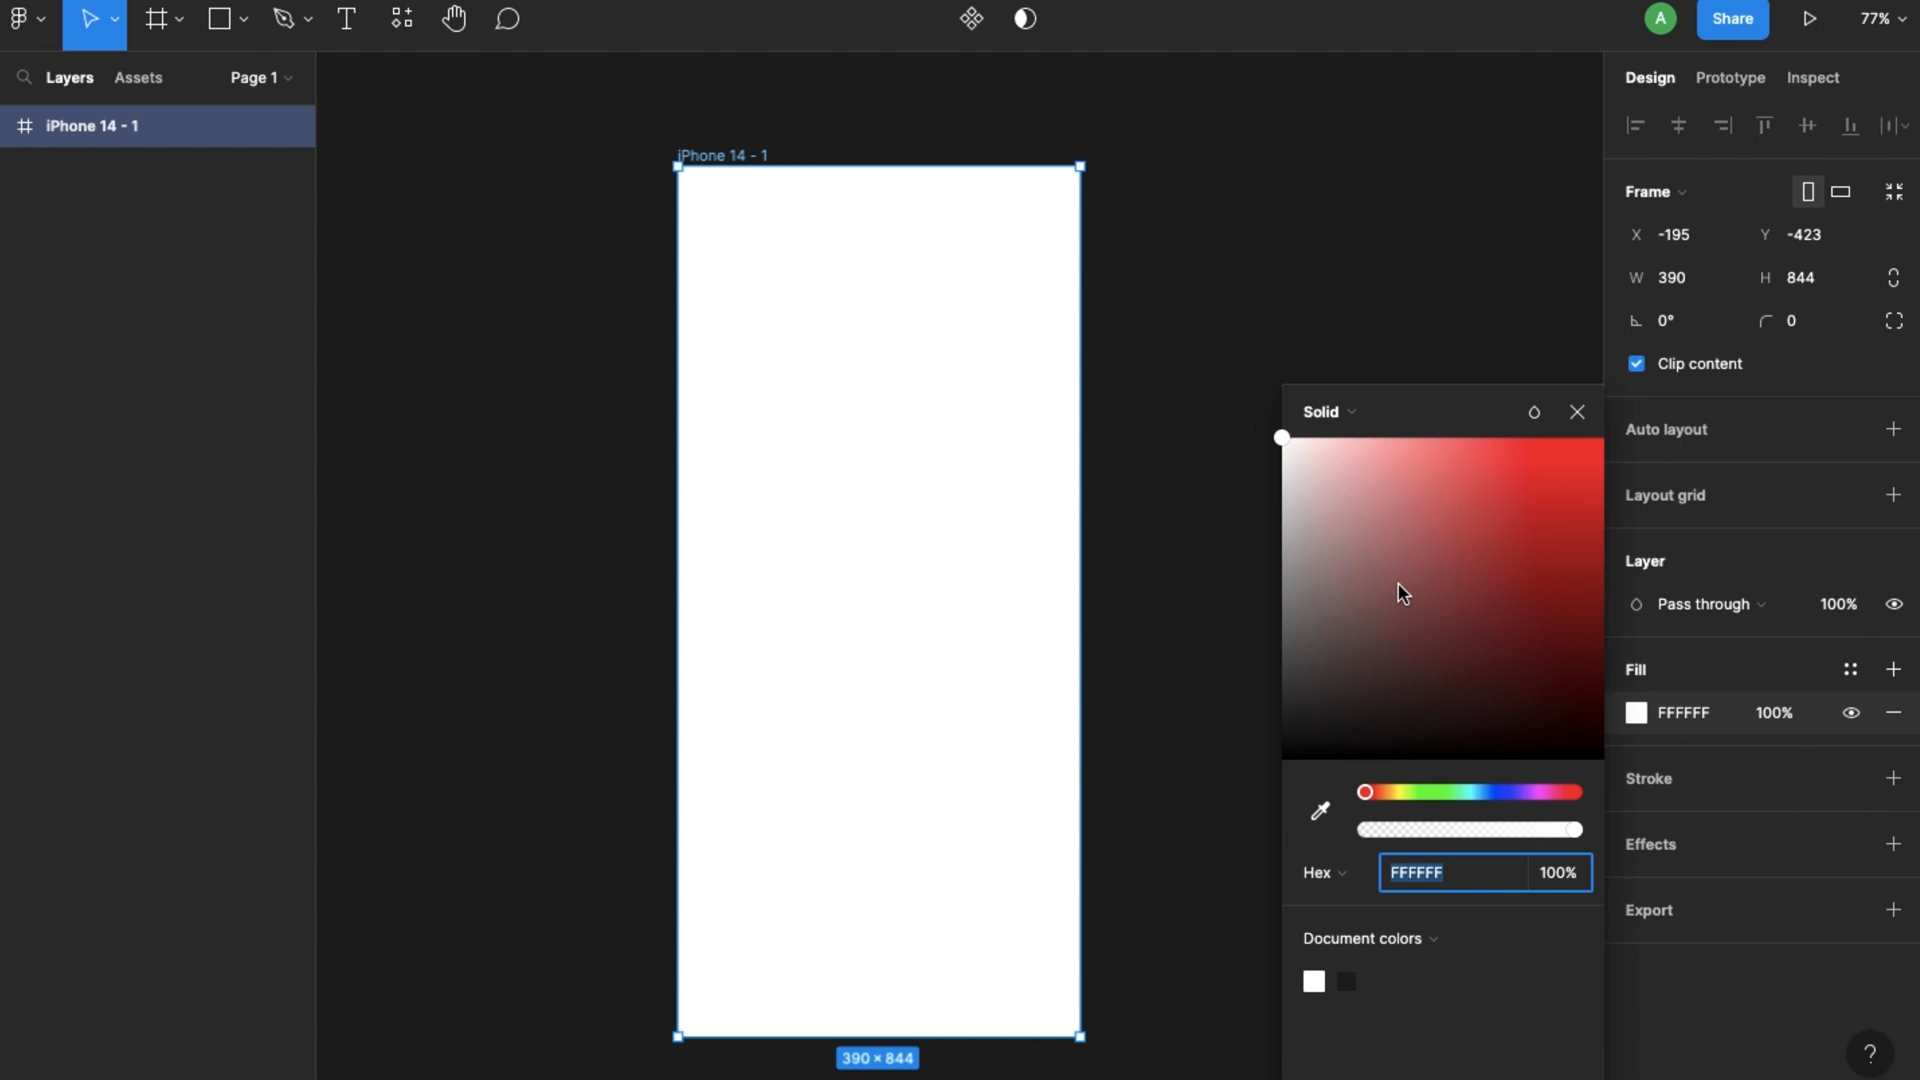 A
Share
77%
Layers
Assets
Page 1
Design
Prototype
Inspect
iPhone 14 - 1
iPhone 14 - 1
Frame
X -195
Y -423
W 390
H 844
0°
0
Clip content
Solid
Auto layout
Layout grid
Layer
Pass through
100%
Fill
FFFFFF
100%
Stroke
Effects
Hex
FFFFFF
100%
Export
Document colors
390 × 844
?